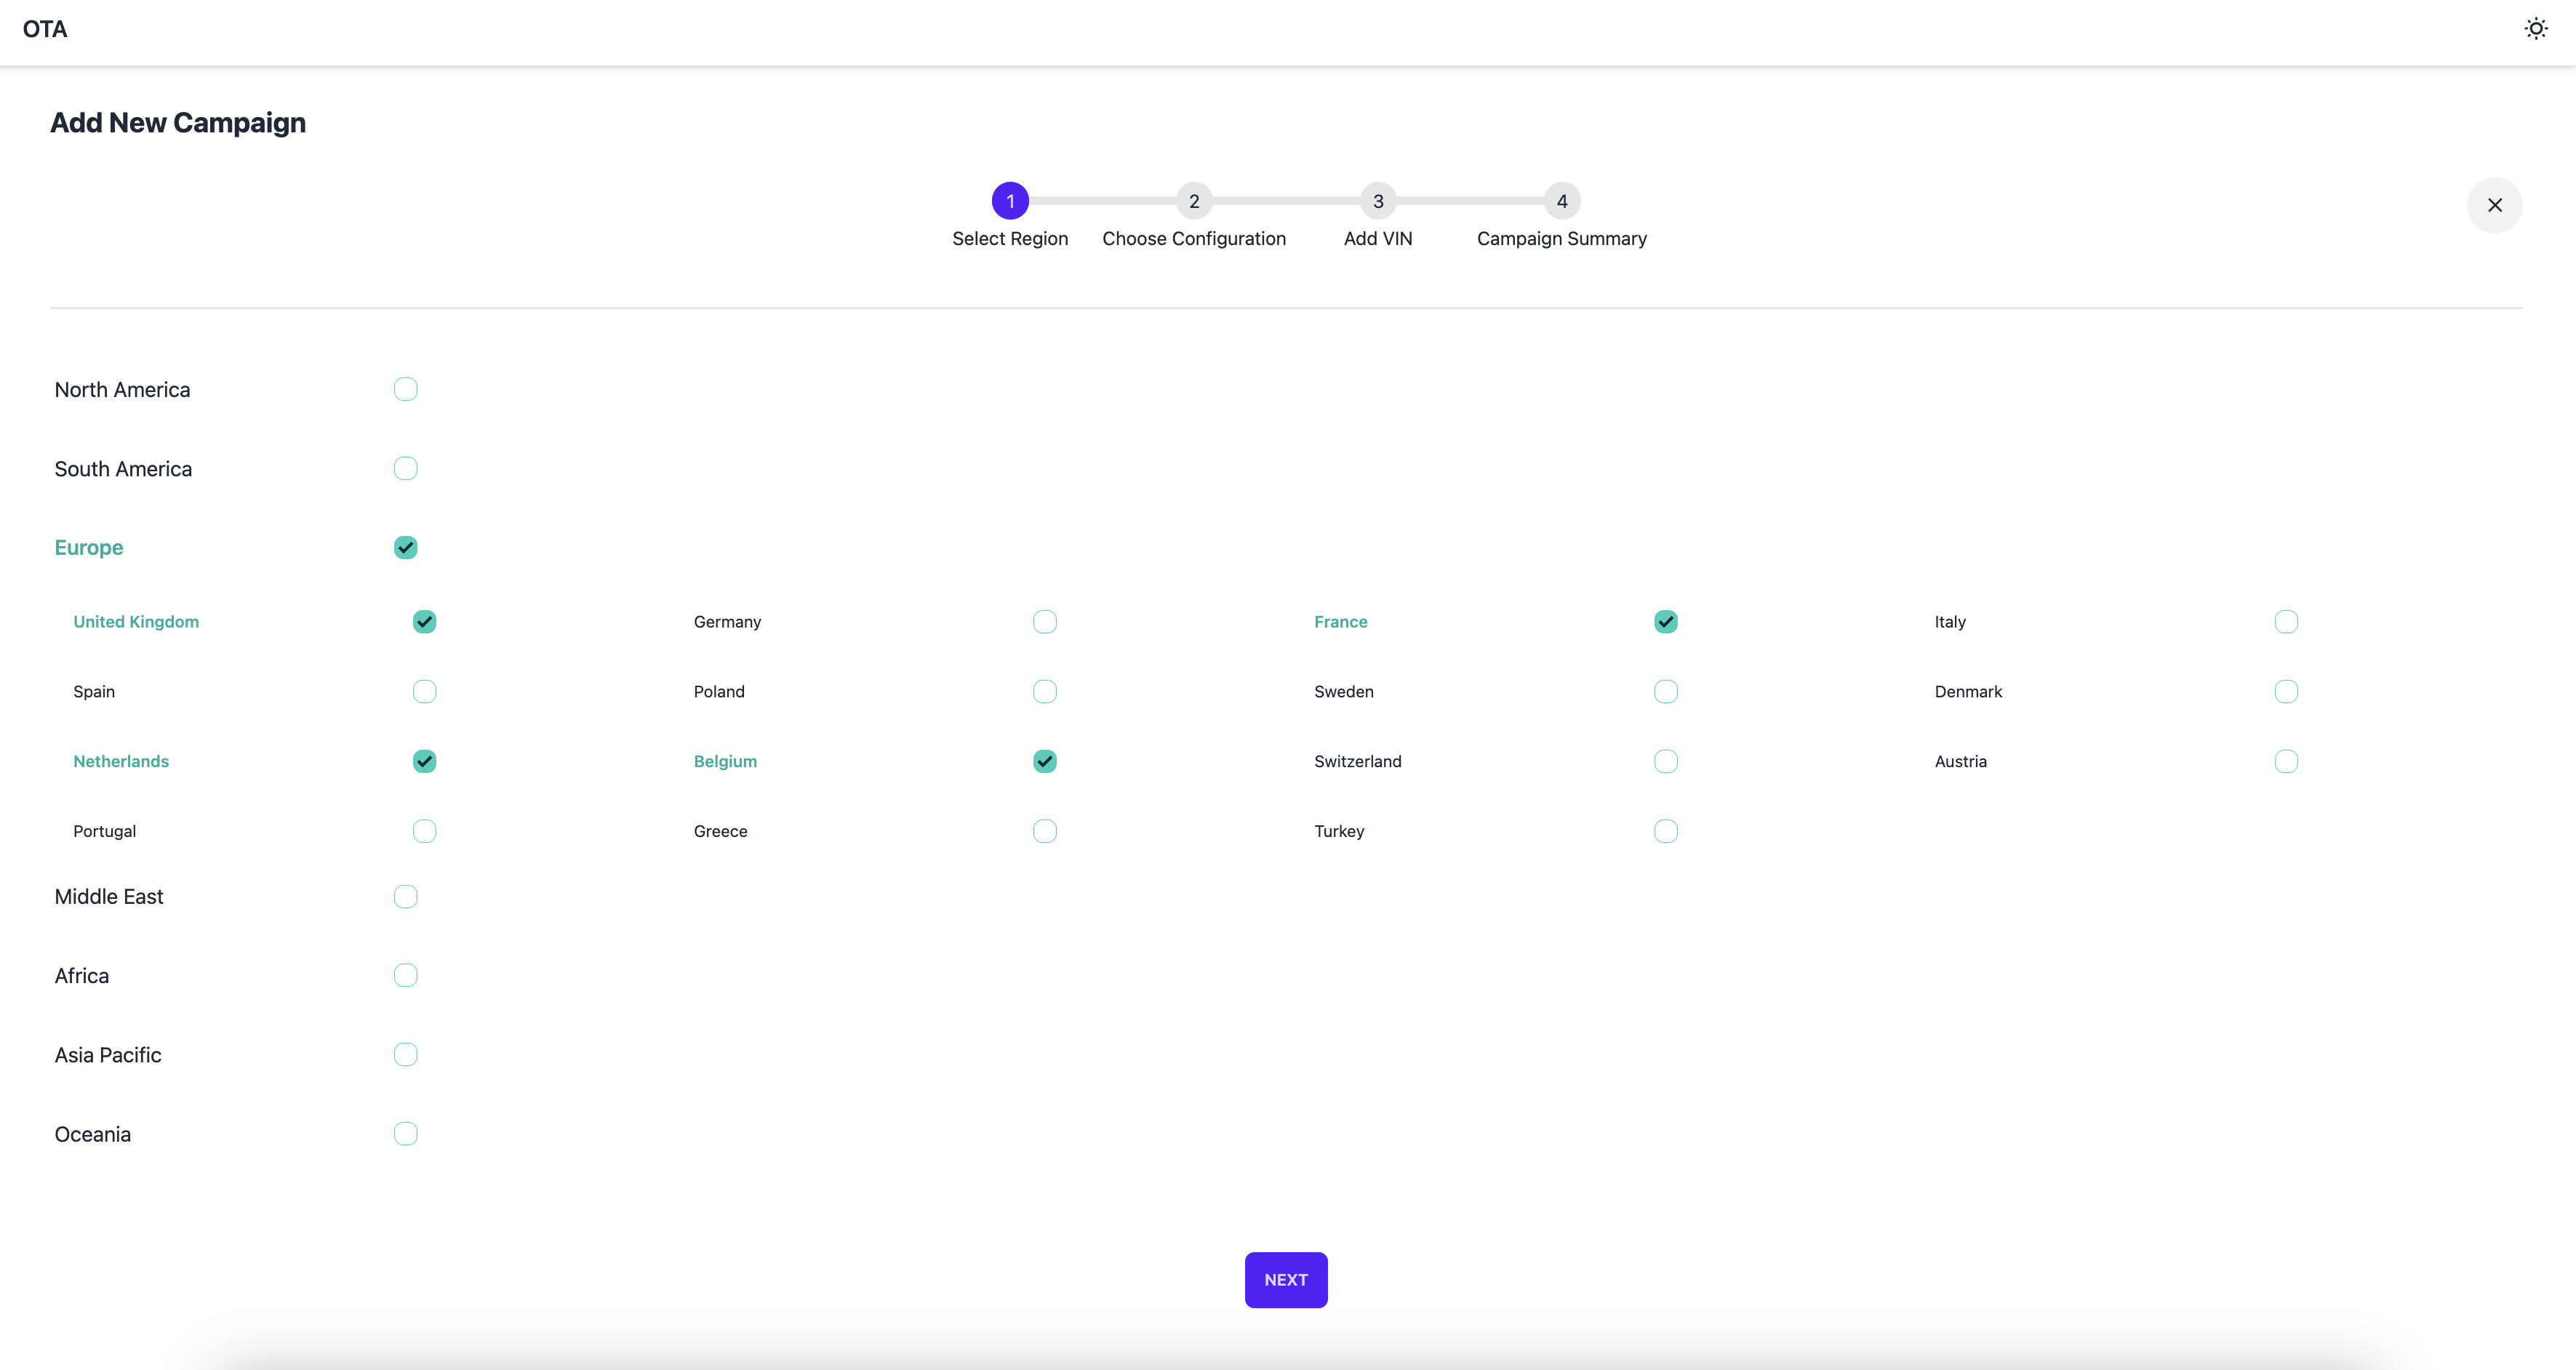 OTA
Add New Campaign
1 2 3 4
Select Region Choose Configuration Add VIN Campaign Summary
North America
South America
Europe
United Kingdom Germany France Italy
Spain Poland Sweden Denmark
Netherlands Belgium Switzerland Austria
Portugal Greece Turkey
Middle East
Africa
Asia Pacific
Oceania
NEXT